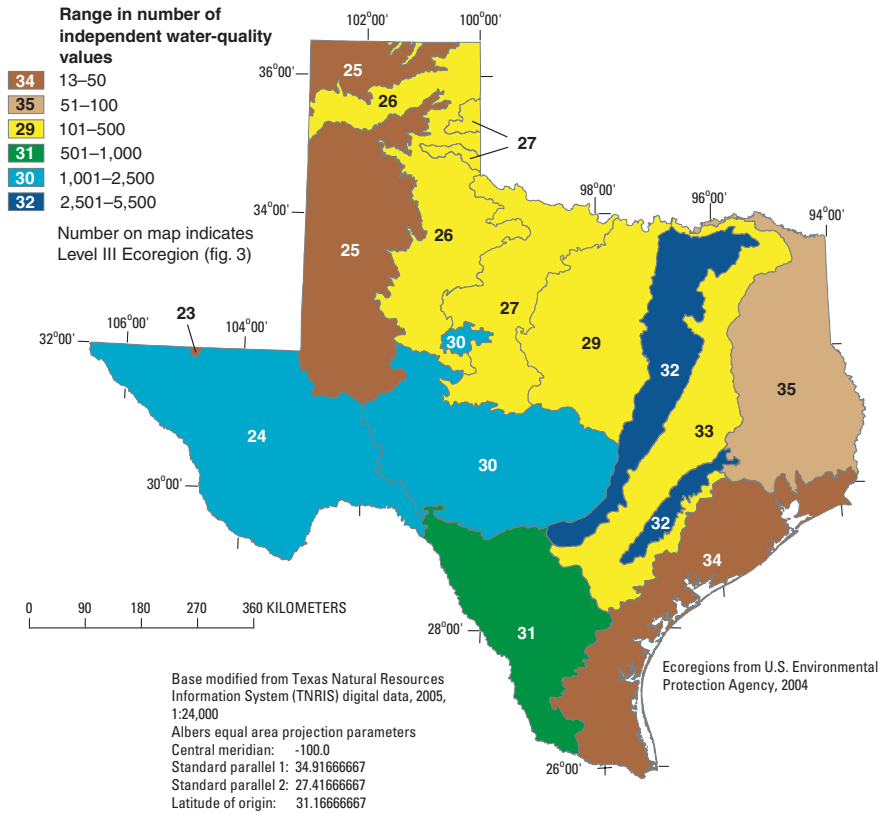 Range in number of
independent water-quality
values
34 13–50
35 51–100
29 101–500
31 501–1,000
30 1,001–2,500
32 2,501–5,500
Number on map indicates
Level III Ecoregion (fig. 3)
102°00'
100°00'
36°00'
25
26
27
98°00'
96°00'
94°00'
34°00'
25
26
27
29
30
23
32°00'
106°00'
104°00'
32
35
24
30
33
30°00'
32
34
0 90 180 270 360 KILOMETERS
28°00'
31
Ecoregions from U.S. Environmental
Protection Agency, 2004
Base modified from Texas Natural Resources
Information System (TNRIS) digital data, 2005,
1:24,000
Albers equal area projection parameters
Central meridian: -100.0
Standard parallel 1: 34.91666667
Standard parallel 2: 27.41666667
Latitude of origin: 31.16666667
26°00'